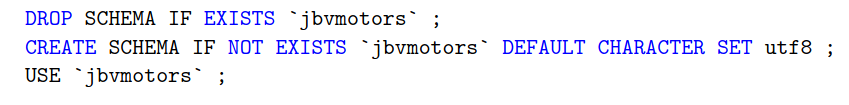 DROP SCHEMA IF EXISTS `jbvmotors` ;
CREATE SCHEMA IF NOT EXISTS `jbvmotors` DEFAULT CHARACTER SET utf8 ;
USE `jbvmotors` ;